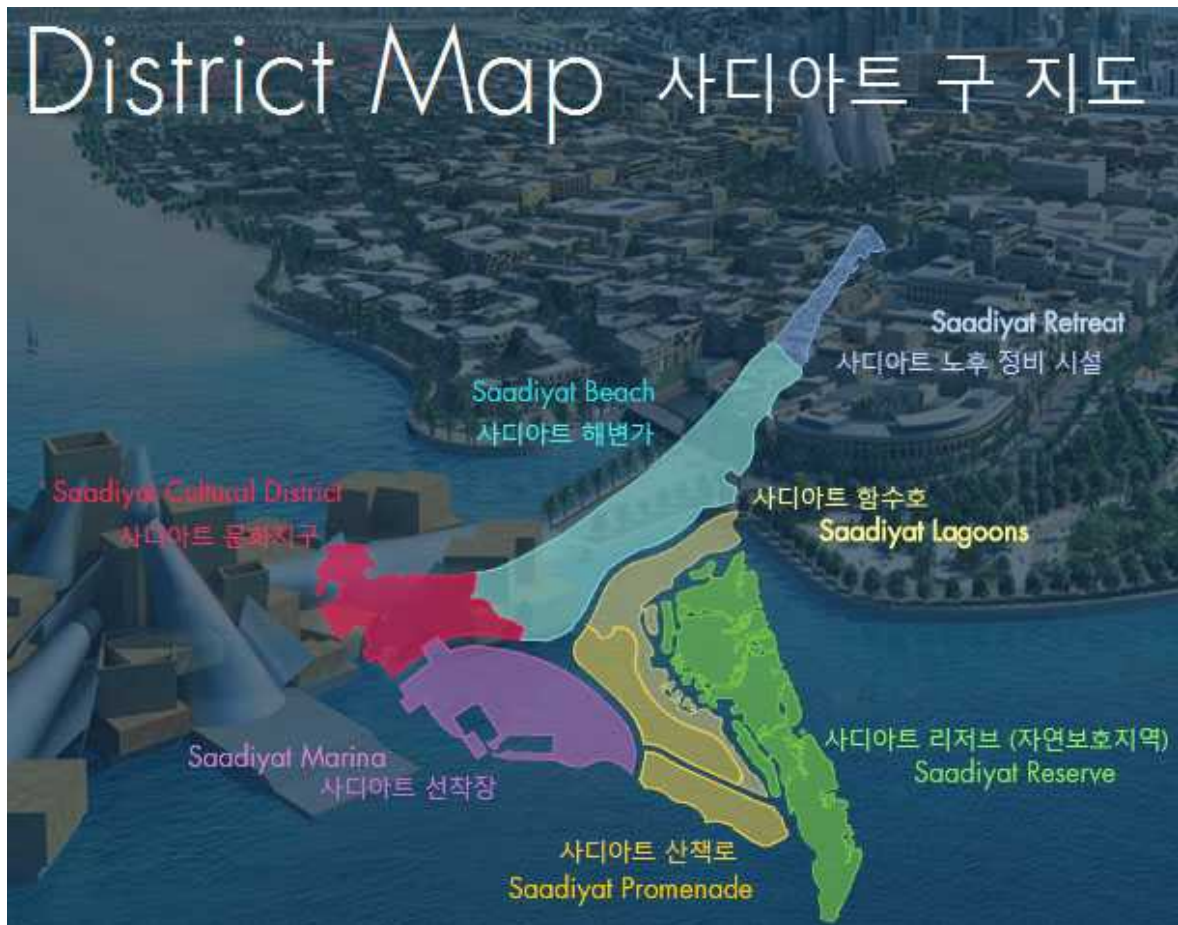 District Map 사디아트 구 지도
Saadiyat Retreat
사디아트 노후 정비 시설
Saadiyat Beach
사디아트 해변가
Saadiyat Cultural District
사디아트 문화지구
사디아트 함수호
Saadiyat Lagoons
사디아트 리저브 (자연보호지역)
Saadiyat Reserve
Saadiyat Marina
사디아트 선착장
사디아트 산책로
Saadiyat Promenade